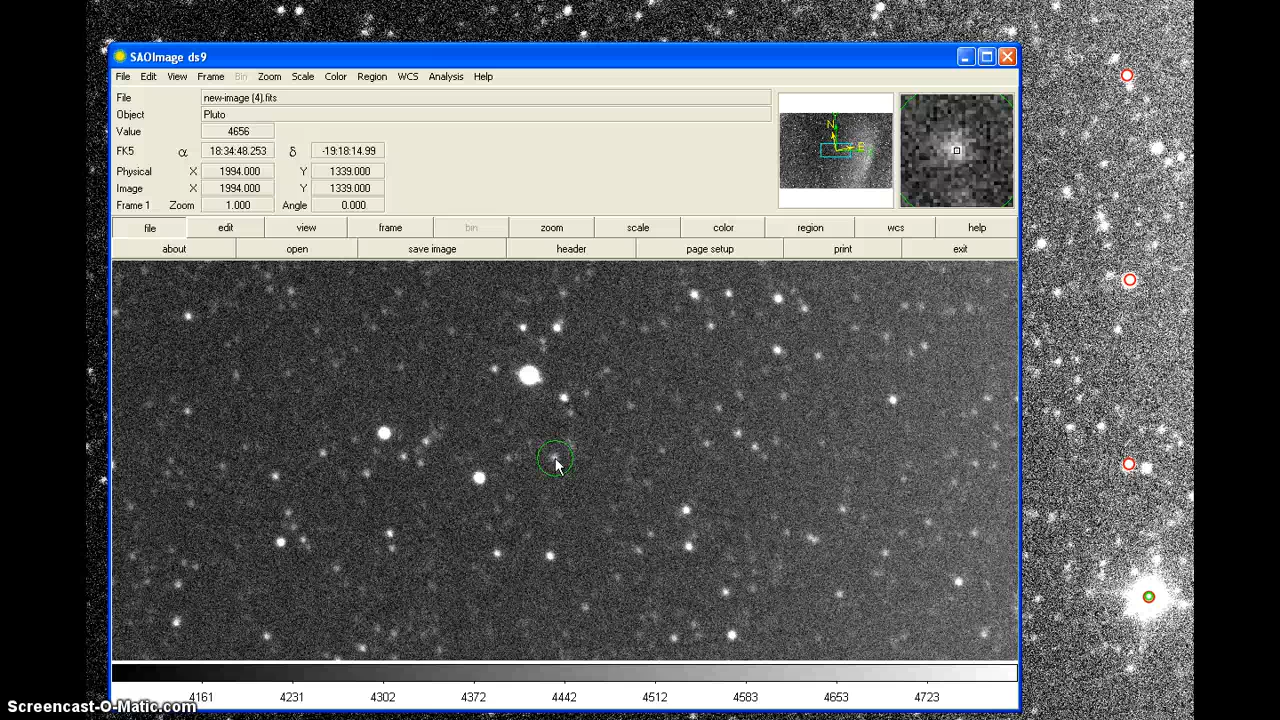 SAOImage ds9
File Edit View Frame Bin Zoom Scale Color Region WCS Analysis Help
File new-image (4).fits
Object Pluto
Value 4656
FK5 α 18:34:48.253 δ -19:18:14.99
Physical X 1994.000 Y 1339.000
Image X 1994.000 Y 1339.000
Frame 1 Zoom 1.000 Angle 0.000
N
E
file edit view frame bin zoom scale color region wcs help
about open save image header page setup print exit
4161 4231 4302 4372 4442 4512 4583 4653 4723
Screencast-O-Matic.com